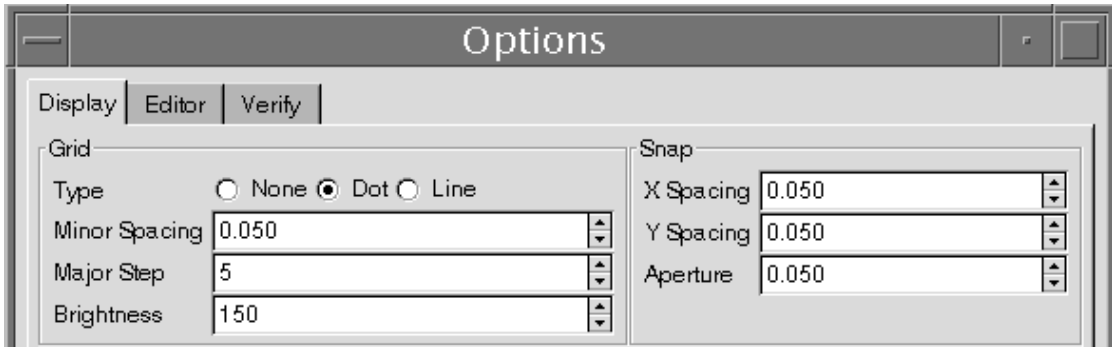 Options
Display Editor Verify
Grid
Type None Dot Line
Minor Spacing 0.050
Major Step 5
Brightness 150
Snap
X Spacing 0.050
Y Spacing 0.050
Aperture 0.050